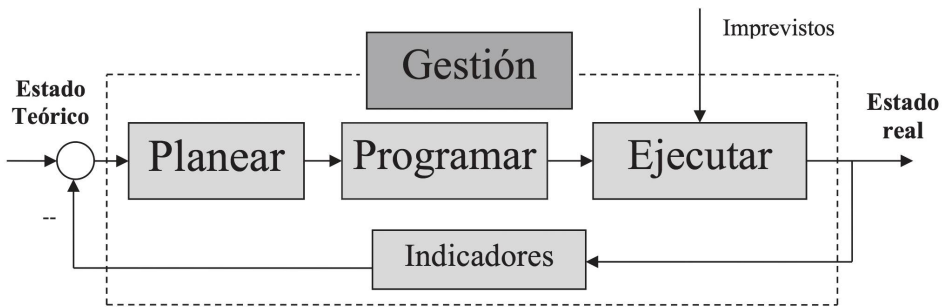 Imprevistos
Gestión
Estado
Teórico
Estado
real
Planear
Programar
Ejecutar
--
Indicadores